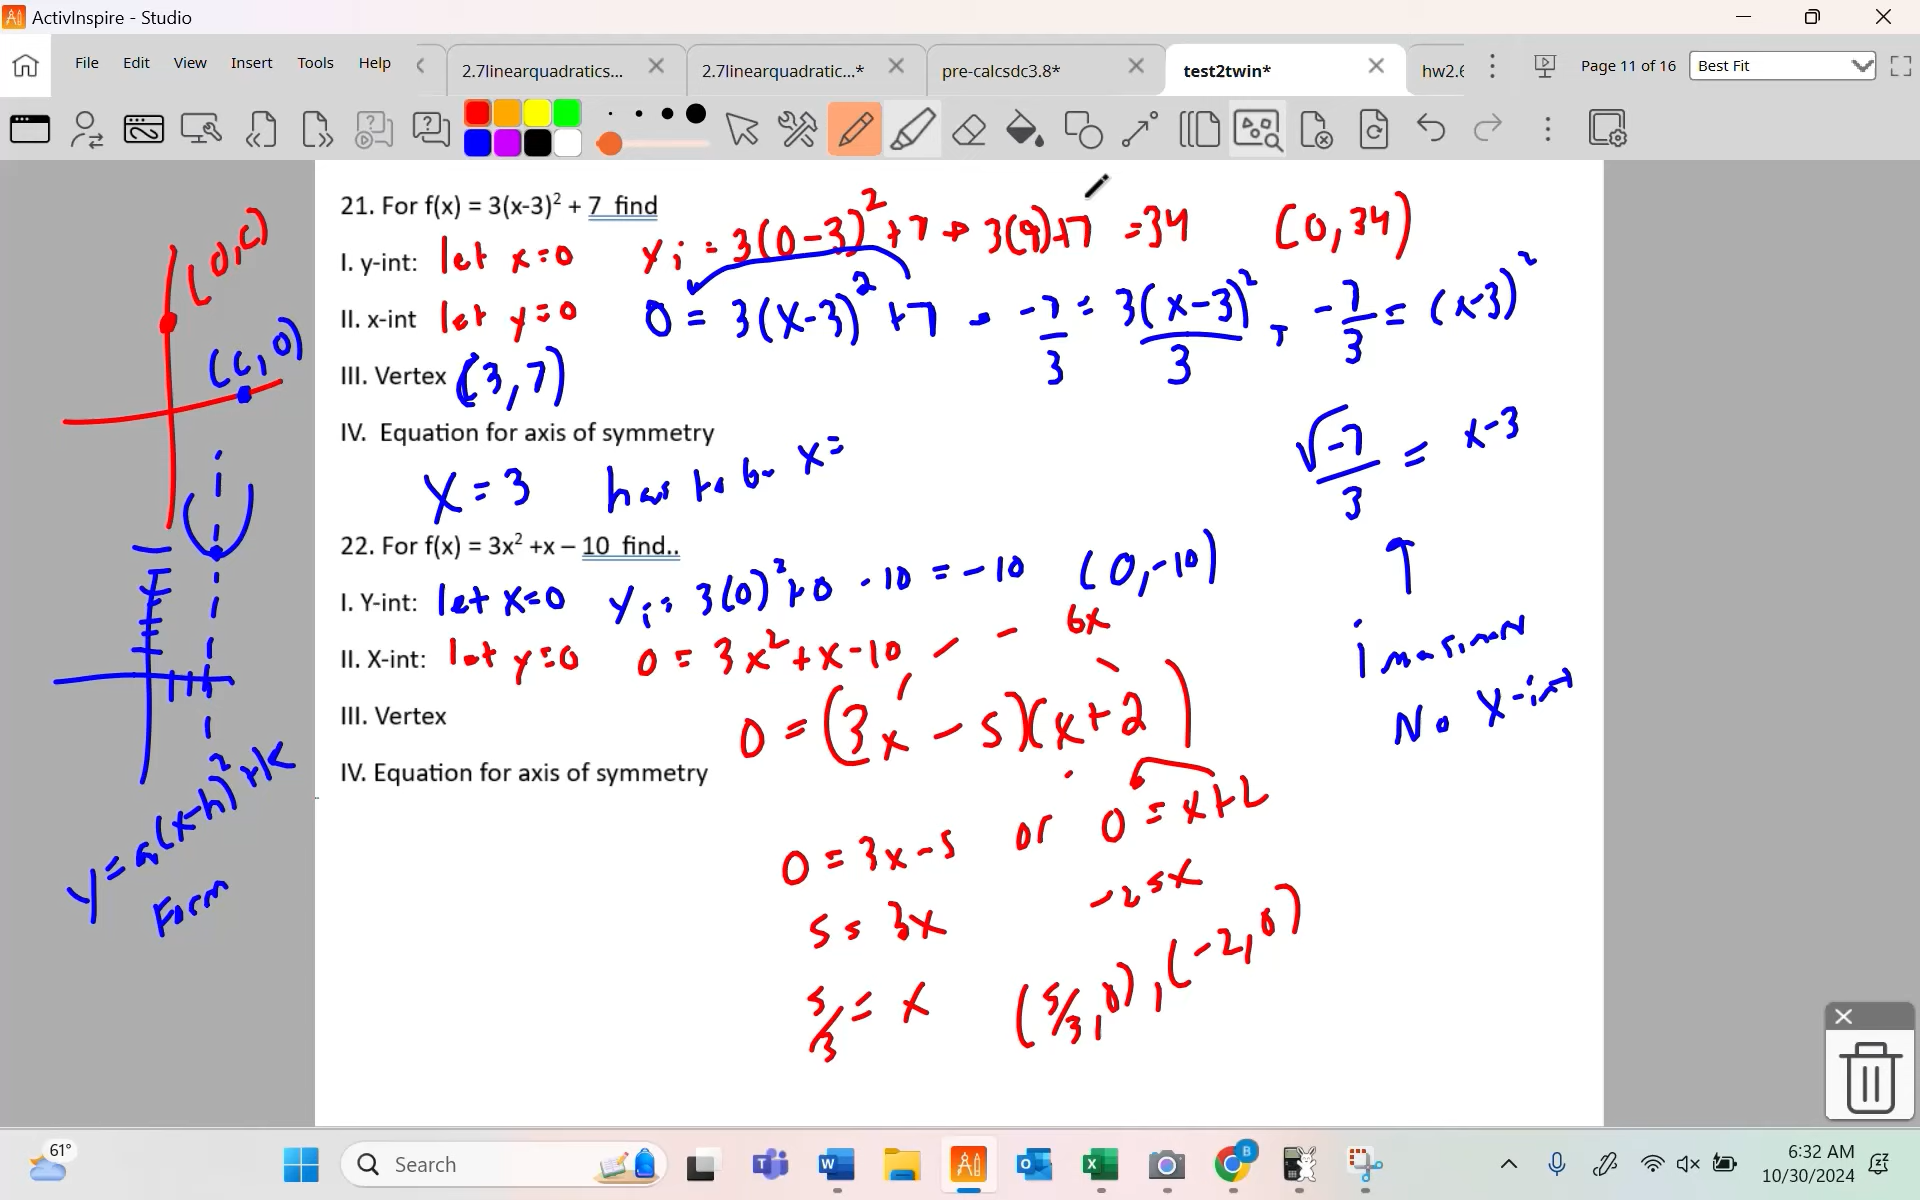 ActivInspire - Studio
File Edit View Insert Tools Help
2.7linearquadratics...
2.7linearquadratic...*
pre-calcsdc3.8*
test2twin*
hw2.6
Page 11 of 16
Best Fit
21. For f(x) = 3(x-3)² + 7 find
I. y-int: let x=0 yi = 3(0-3)²+7 → 3(9)+7 =34 (0,34)
II. x-int let y=0 0 = 3(x-3)²+7 -7/3 = 3(x-3)²/3, -7/3 = (x-3)²
III. Vertex (3,7)
IV. Equation for axis of symmetry
X=3 has to be x=
√-7/3 = x-3
↑
imaginary
No X-int
22. For f(x) = 3x² +x – 10 find..
I. Y-int: let x=0 yi= 3(0)²+0 -10 = -10 (0,-10)
II. X-int: let y=0 0 = 3x²+x-10
6x
0 = (3x - 5)(x+2)
III. Vertex
IV. Equation for axis of symmetry
0 = 3x-5 or 0 = x+2
5 = 3x -2=x
5/3 = x (5/3,0), (-2,0)
(0,c)
(c,0)
y=a(x-h)²+k
Form
61°
Search
6:32 AM
10/30/2024